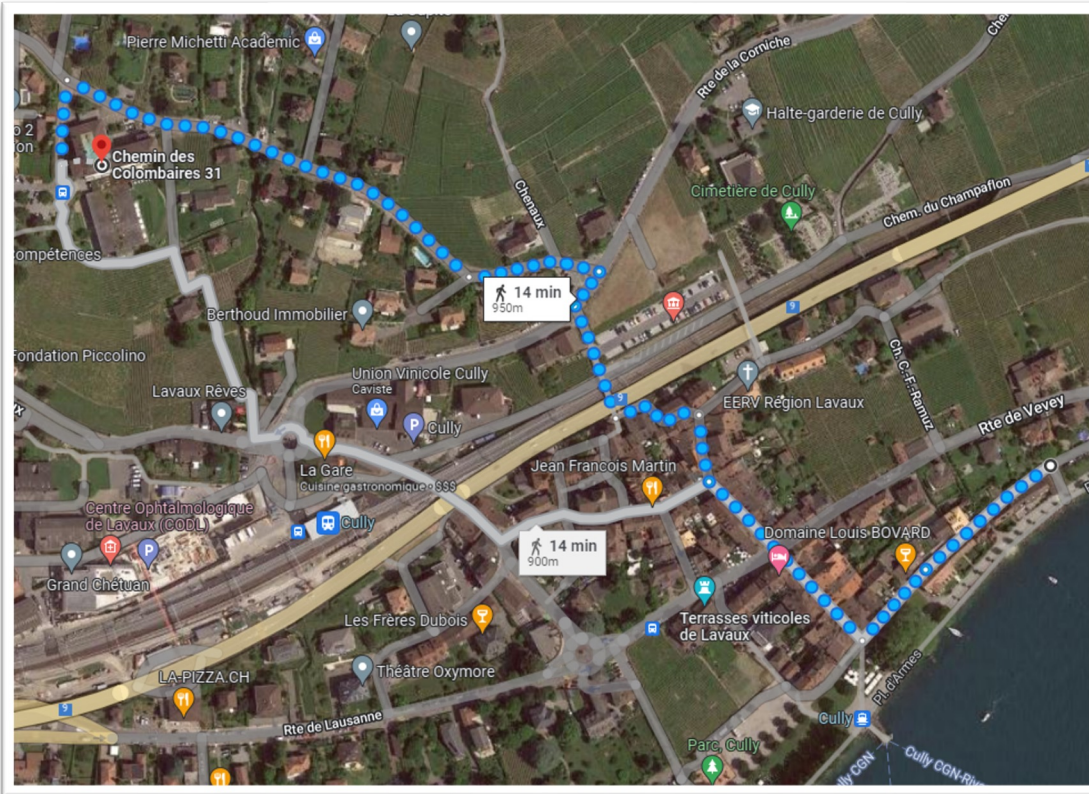 Pierre Michetti Academic
Rte de la Corniche
Halte-garderie de Cully
Chemin des
Colombaires 31
Chenaux
Cimetière de Cully
Chem. du Champaflon
ompétences
14 min
950m
9
Berthoud Immobilier
Fondation Piccolino
Union Vinicole Cully
Caviste
Lavaux Rêves
Cully
9
EERV Région Lavaux
Ch. C.-F.-Ramuz
Rte de Vevey
La Gare
Cuisine gastronomique • $$$
Jean Francois Martin
Centre Ophtalmologique
de Lavaux (CODL)
Cully
Domaine Louis BOVARD
14 min
900m
Grand Chétuan
Les Frères Dubois
Terrasses viticoles
de Lavaux
Théâtre Oxymore
LA-PIZZA.CH
9
Rte de Lausanne
Pl. d'Armes
Cully
Parc, Cully
Cully CGN
Cully CGN-Riv